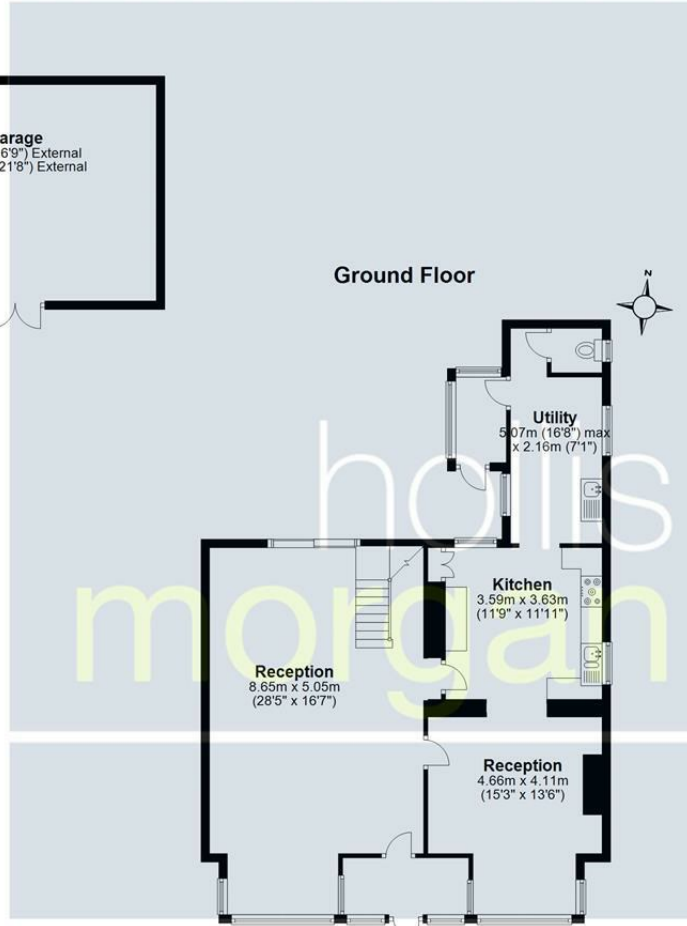 arage
6'9") External
21'8") External
Ground Floor
N
Utility
5.07m (16'8") max
x 2.16m (7'1")
hollis
morgan
Kitchen
3.59m x 3.63m
(11'9" x 11'11")
Reception
8.65m x 5.05m
(28'5" x 16'7")
Reception
4.66m x 4.11m
(15'3" x 13'6")